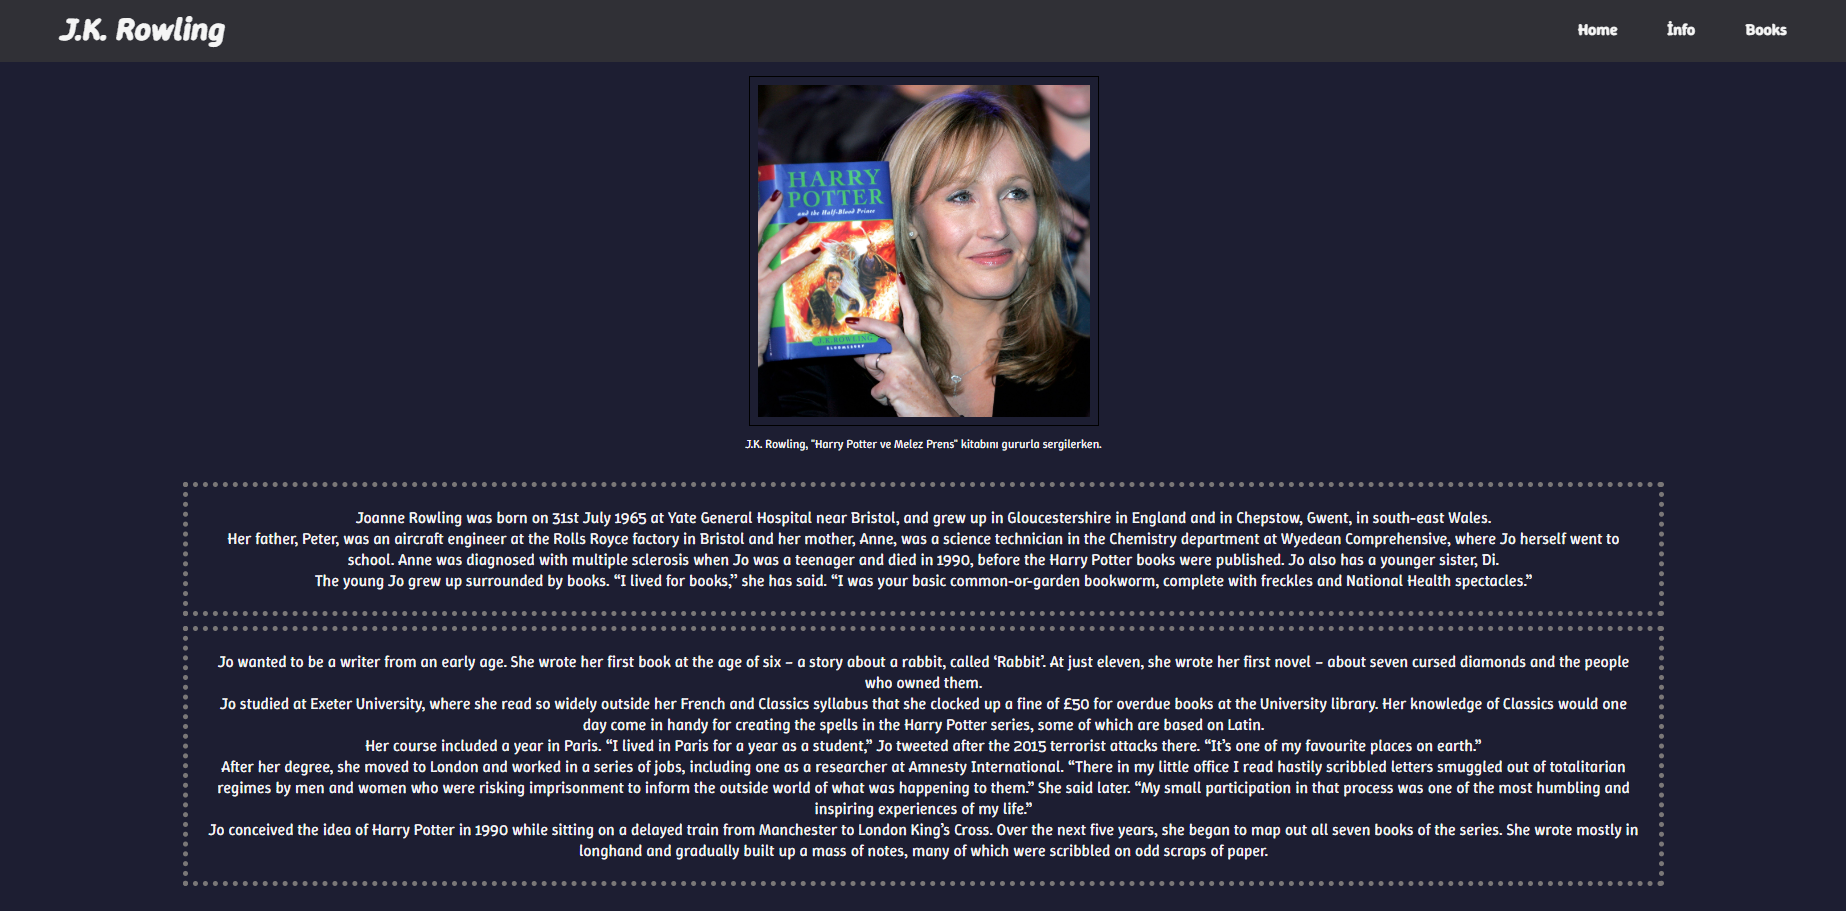 J.K. Rowling
Home
İnfo
Books
HARRY
POTTER
and the Half-Blood Prince
J.K.ROWLING
BLOOMSBURY
J.K. Rowling, "Harry Potter ve Melez Prens" kitabını gururla sergilerken.
Joanne Rowling was born on 31st July 1965 at Yate General Hospital near Bristol, and grew up in Gloucestershire in England and in Chepstow, Gwent, in south-east Wales.
Her father, Peter, was an aircraft engineer at the Rolls Royce factory in Bristol and her mother, Anne, was a science technician in the Chemistry department at Wyedean Comprehensive, where Jo herself went to
school. Anne was diagnosed with multiple sclerosis when Jo was a teenager and died in 1990, before the Harry Potter books were published. Jo also has a younger sister, Di.
The young Jo grew up surrounded by books. “I lived for books,’’ she has said. “I was your basic common-or-garden bookworm, complete with freckles and National Health spectacles.”
Jo wanted to be a writer from an early age. She wrote her first book at the age of six – a story about a rabbit, called ‘Rabbit’. At just eleven, she wrote her first novel – about seven cursed diamonds and the people
who owned them.
Jo studied at Exeter University, where she read so widely outside her French and Classics syllabus that she clocked up a fine of £50 for overdue books at the University library. Her knowledge of Classics would one
day come in handy for creating the spells in the Harry Potter series, some of which are based on Latin.
Her course included a year in Paris. “I lived in Paris for a year as a student,” Jo tweeted after the 2015 terrorist attacks there. “It’s one of my favourite places on earth.”
After her degree, she moved to London and worked in a series of jobs, including one as a researcher at Amnesty International. “There in my little office I read hastily scribbled letters smuggled out of totalitarian
regimes by men and women who were risking imprisonment to inform the outside world of what was happening to them.” She said later. “My small participation in that process was one of the most humbling and
inspiring experiences of my life.”
Jo conceived the idea of Harry Potter in 1990 while sitting on a delayed train from Manchester to London King’s Cross. Over the next five years, she began to map out all seven books of the series. She wrote mostly in
longhand and gradually built up a mass of notes, many of which were scribbled on odd scraps of paper.